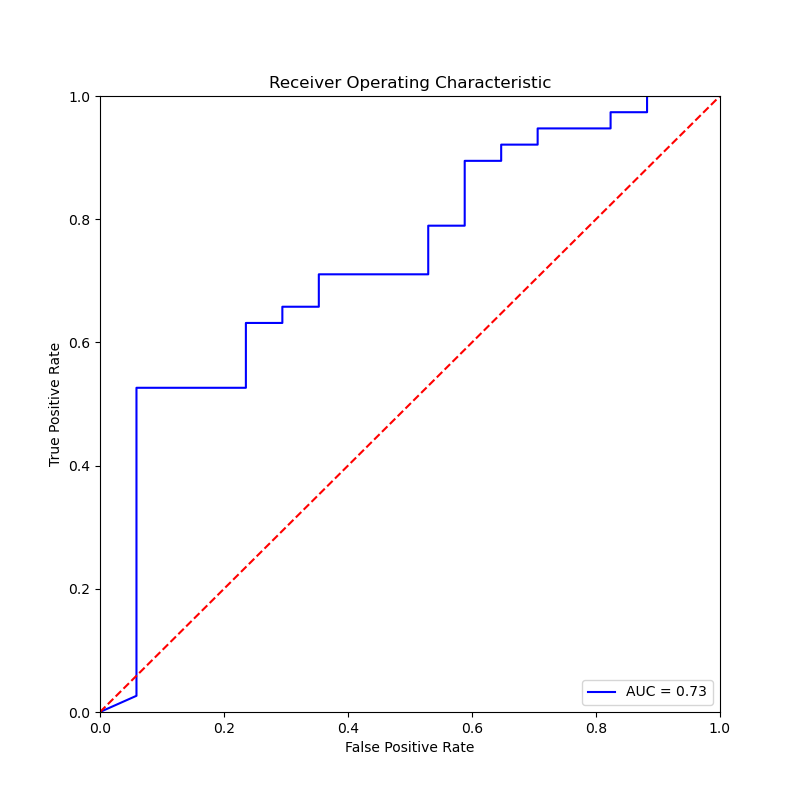 Receiver Operating Characteristic
True Positive Rate
1.0
0.8
0.6
0.4
0.2
0.0
AUC = 0.73
0.0 0.2 0.4 0.6 0.8 1.0
False Positive Rate